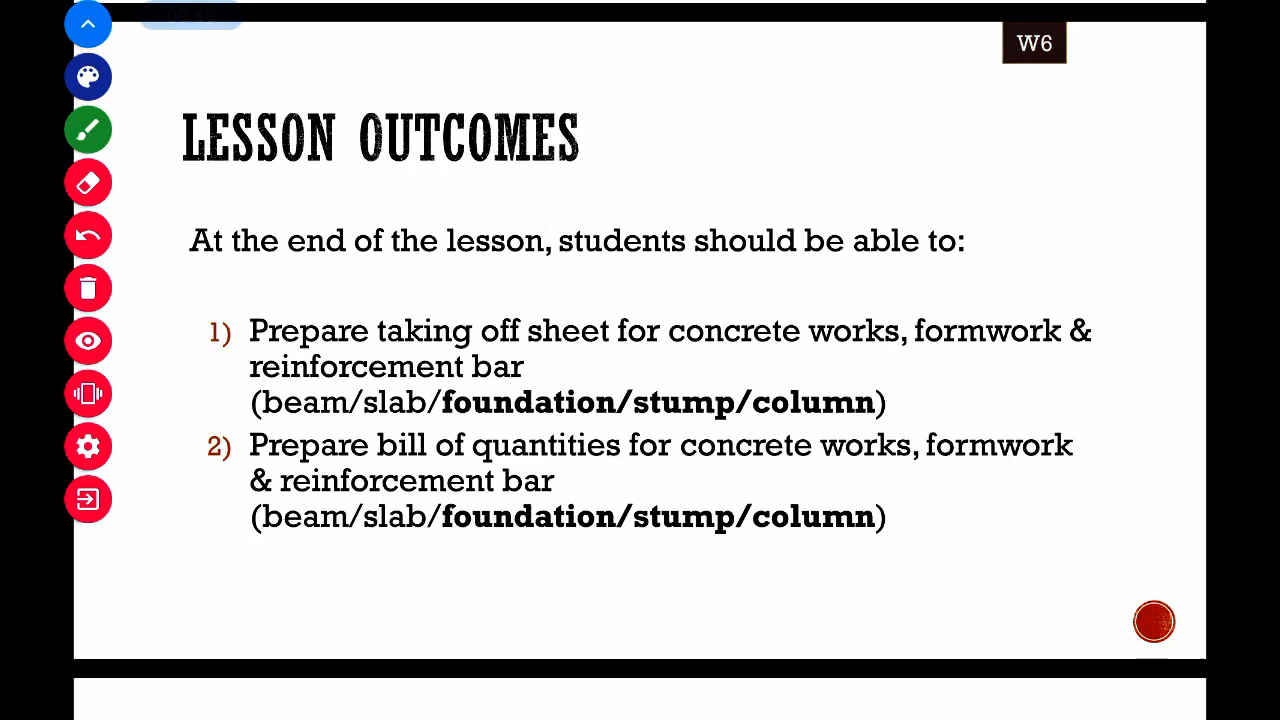 W6
LESSON OUTCOMES
At the end of the lesson, students should be able to:
1) Prepare taking off sheet for concrete works, formwork &
reinforcement bar
(beam/slab/foundation/stump/column)
2) Prepare bill of quantities for concrete works, formwork
& reinforcement bar
(beam/slab/foundation/stump/column)